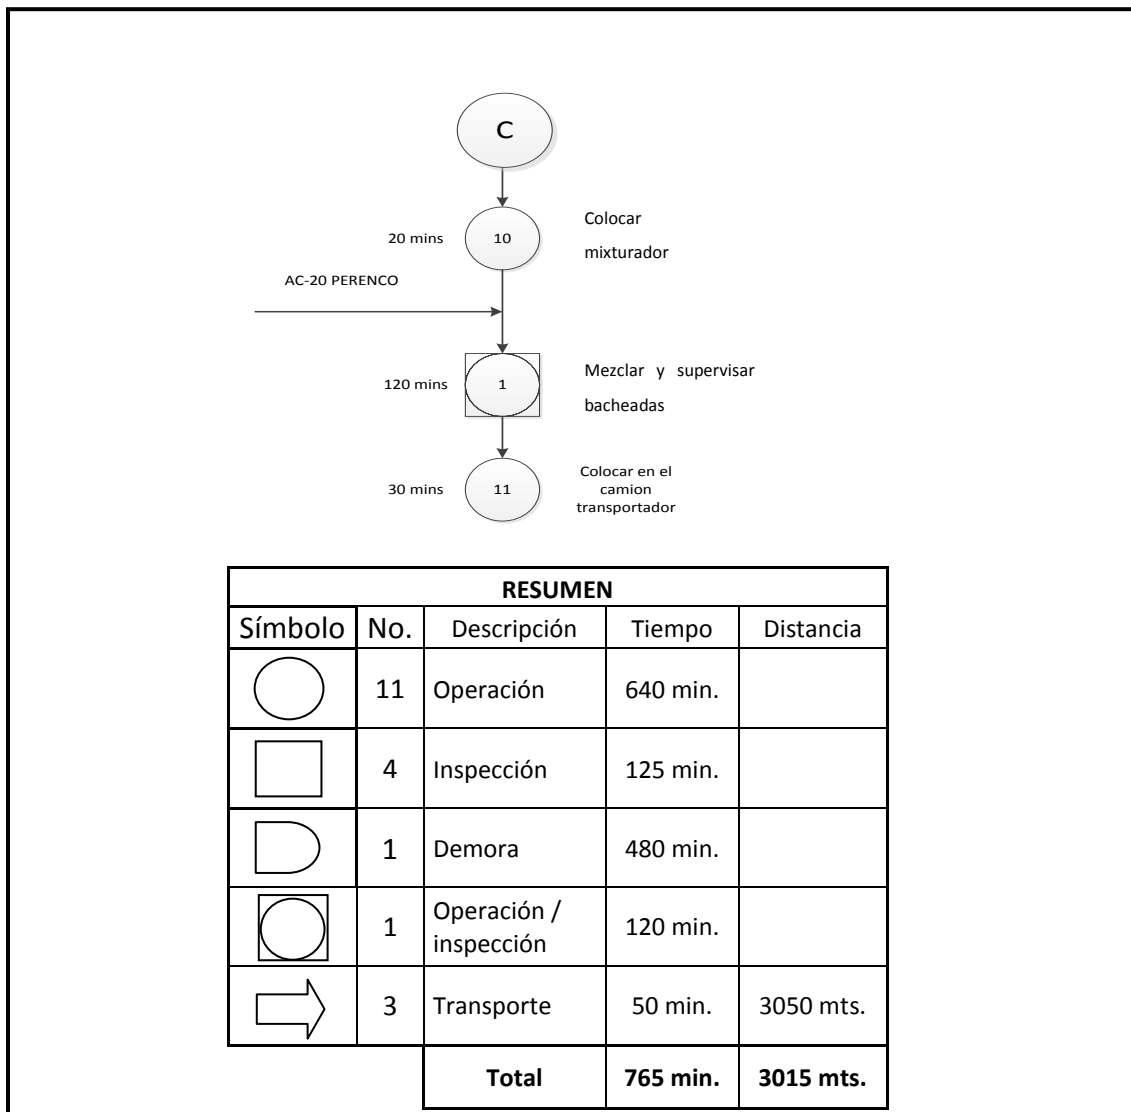 C
20 mins
10
Colocar
mixturador
AC-20 PERENCO
120 mins
1
Mezclar y supervisar
bacheadas
30 mins
11
Colocar en el
camion
transportador
RESUMEN
Símbolo No. Descripción Tiempo Distancia
11 Operación 640 min.
4 Inspección 125 min.
1 Demora 480 min.
1 Operación /
inspección 120 min.
3 Transporte 50 min. 3050 mts.
Total 765 min. 3015 mts.